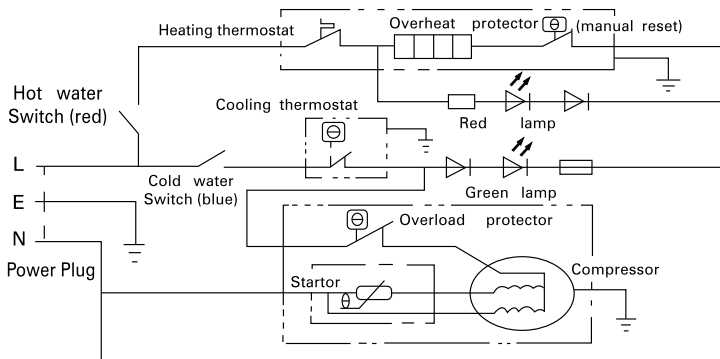 Heating thermostat
Overheat protector (manual reset)
Hot water
Switch (red)
Cooling thermostat
Red lamp
L
Cold water
Switch (blue)
Green lamp
E
N
Overload protector
Power Plug
Startor
Compressor